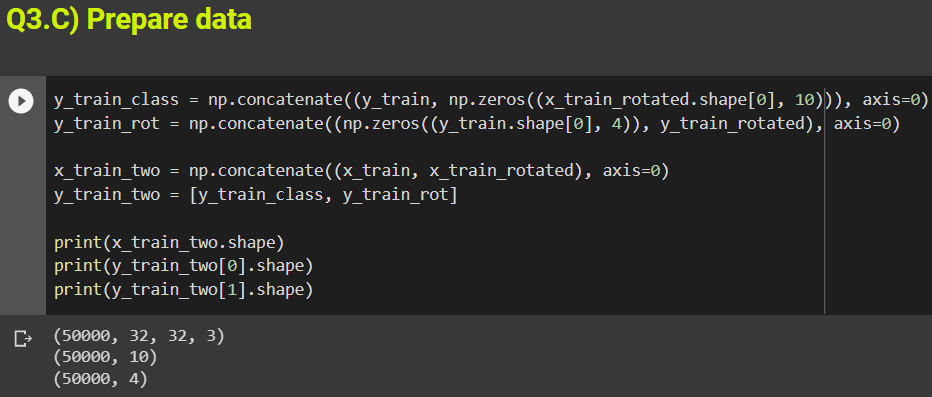 Q3.C) Prepare data
y_train_class = np.concatenate((y_train, np.zeros((x_train_rotated.shape[0], 10))), axis=0)
y_train_rot = np.concatenate((np.zeros((y_train.shape[0], 4)), y_train_rotated), axis=0)
x_train_two = np.concatenate((x_train, x_train_rotated), axis=0)
y_train_two = [y_train_class, y_train_rot]
print(x_train_two.shape)
print(y_train_two[0].shape)
print(y_train_two[1].shape)
(50000, 32, 32, 3)
(50000, 10)
(50000, 4)